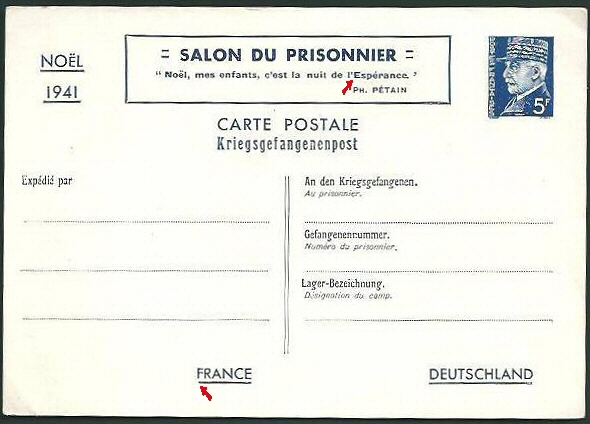 NOËL
1941
= SALON DU PRISONNIER =
“ Noël, mes enfants, c'est la nuit de l'Espérance. ’
PH. PÉTAIN
5F
CARTE POSTALE
Kriegsgefangenenpost
Expédié par
An den Kriegsgefangenen.
Au prisonnier.
Gefangenennummer.
Numéro du prisonnier.
Lager-Bezeichnung.
Désignation du camp.
FRANCE
DEUTSCHLAND